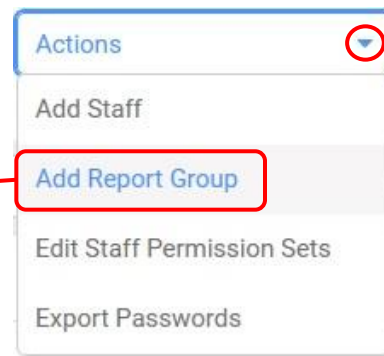 Actions
Add Staff
Add Report Group
Edit Staff Permission Sets
Export Passwords